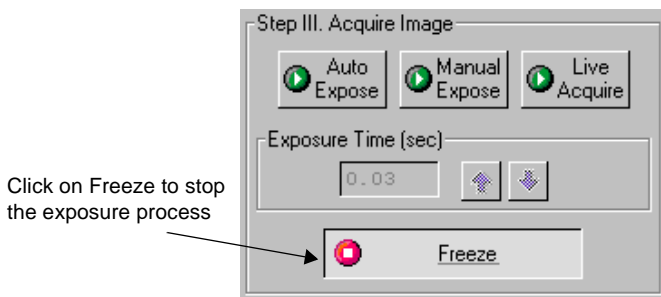 Step III. Acquire Image
Auto
Expose
Manual
Expose
Live
Acquire
Exposure Time (sec)
0.03
Click on Freeze to stop
the exposure process
Freeze